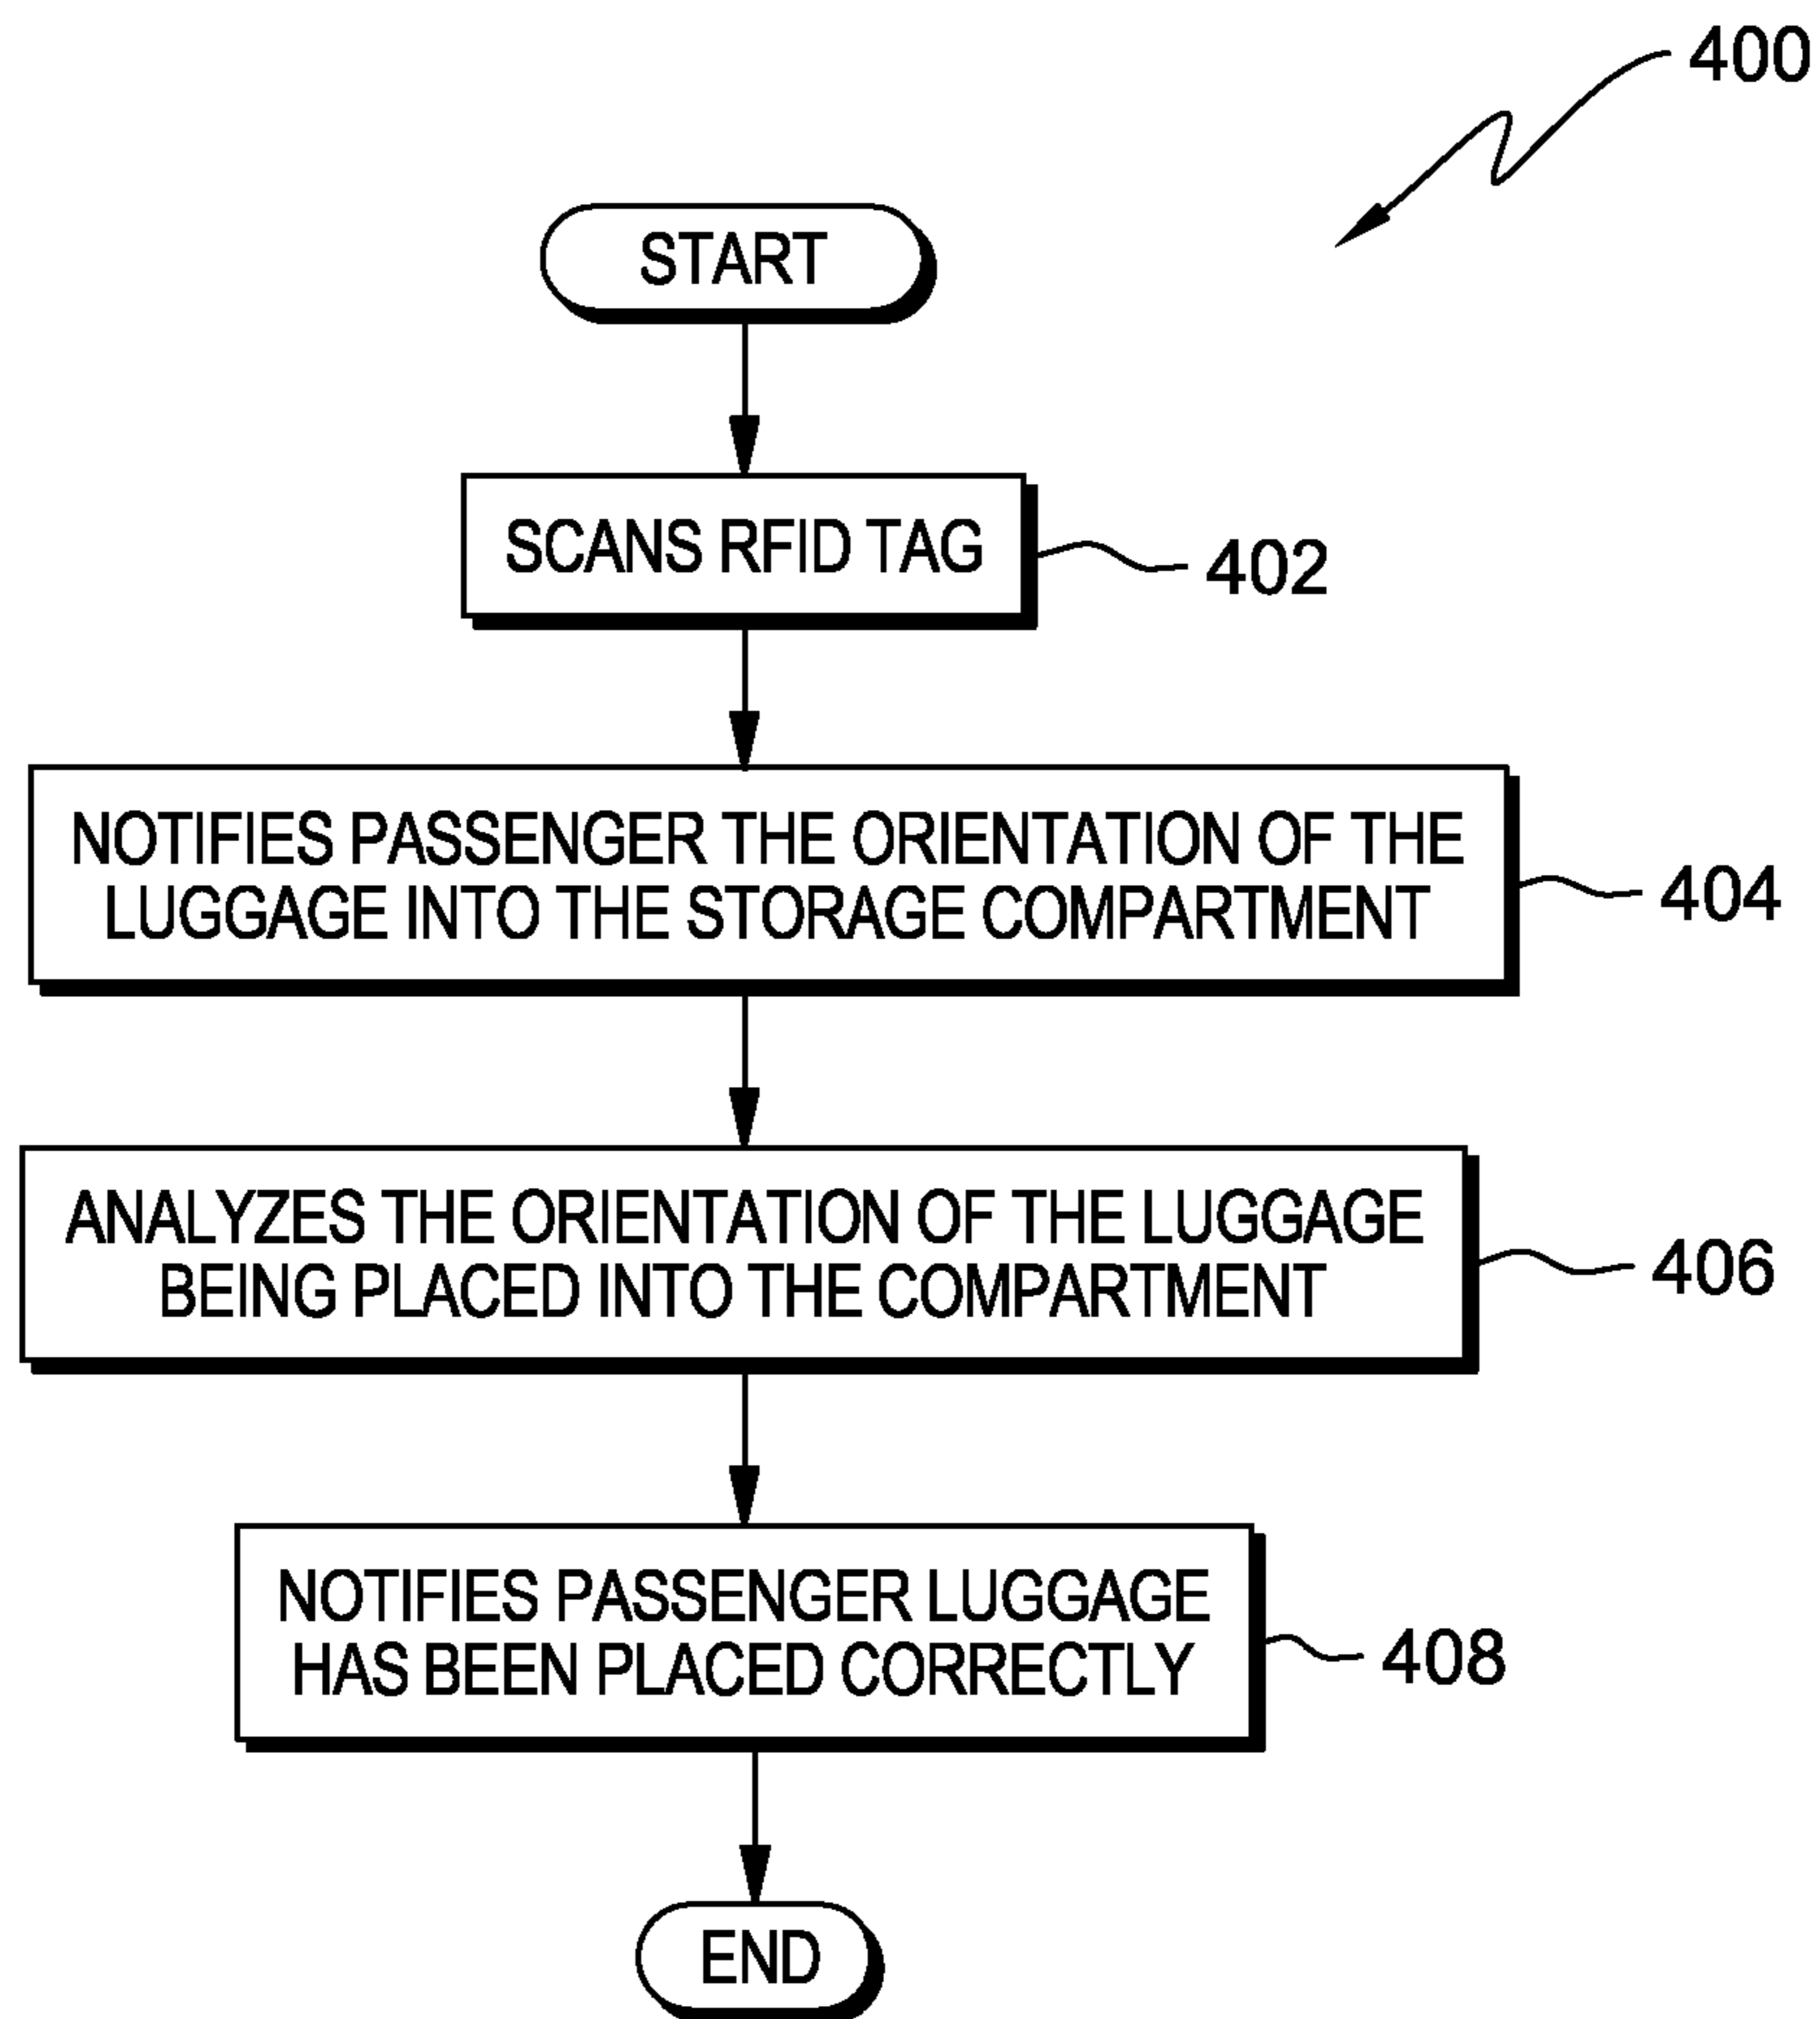 400
START
SCANS RFID TAG
402
NOTIFIES PASSENGER THE ORIENTATION OF THE
LUGGAGE INTO THE STORAGE COMPARTMENT
404
ANALYZES THE ORIENTATION OF THE LUGGAGE
BEING PLACED INTO THE COMPARTMENT
406
NOTIFIES PASSENGER LUGGAGE
HAS BEEN PLACED CORRECTLY
408
END